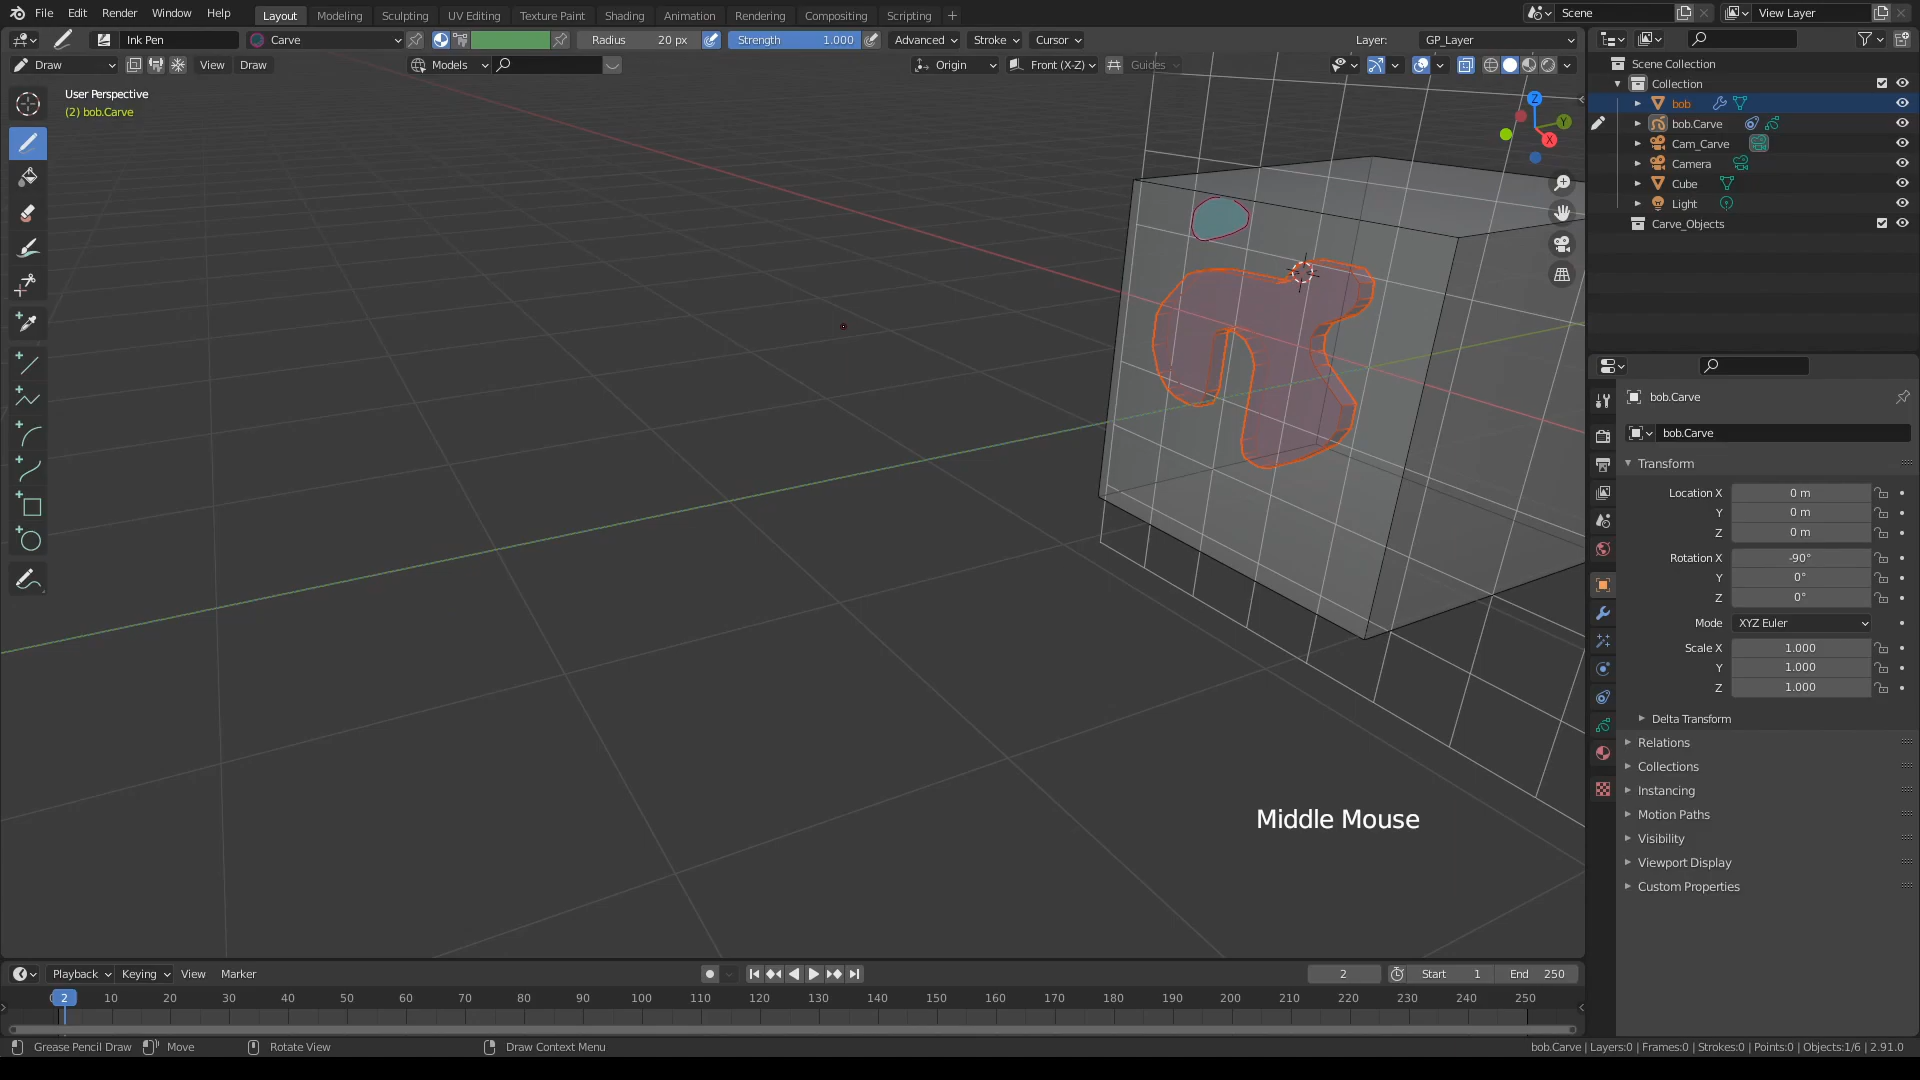 File Edit Render Window Help Layout Modeling Sculpting UV Editing Texture Paint Shading Animation Rendering Compositing Scripting + Scene View Layer
Ink Pen Carve Radius 20 px Strength 1.000 Advanced Stroke Cursor Layer: GP_Layer
Draw View Draw Models Origin Front (X-Z) Guides
User Perspective
(2) bob.Carve
Z
Y
X
Scene Collection
Collection
bob
bob.Carve
Cam_Carve
Camera
Cube
Light
Carve_Objects
bob.Carve
bob.Carve
Transform
Location X 0 m
Y 0 m
Z 0 m
Rotation X -90°
Y 0°
Z 0°
Mode XYZ Euler
Scale X 1.000
Y 1.000
Z 1.000
Delta Transform
Relations
Collections
Instancing
Motion Paths
Visibility
Viewport Display
Custom Properties
Middle Mouse
Playback Keying View Marker 2 Start 1 End 250
2 10 20 30 40 50 60 70 80 90 100 110 120 130 140 150 160 170 180 190 200 210 220 230 240 250
Grease Pencil Draw Move Rotate View Draw Context Menu bob.Carve | Layers:0 | Frames:0 | Strokes:0 | Points:0 | Objects:1/6 | 2.91.0